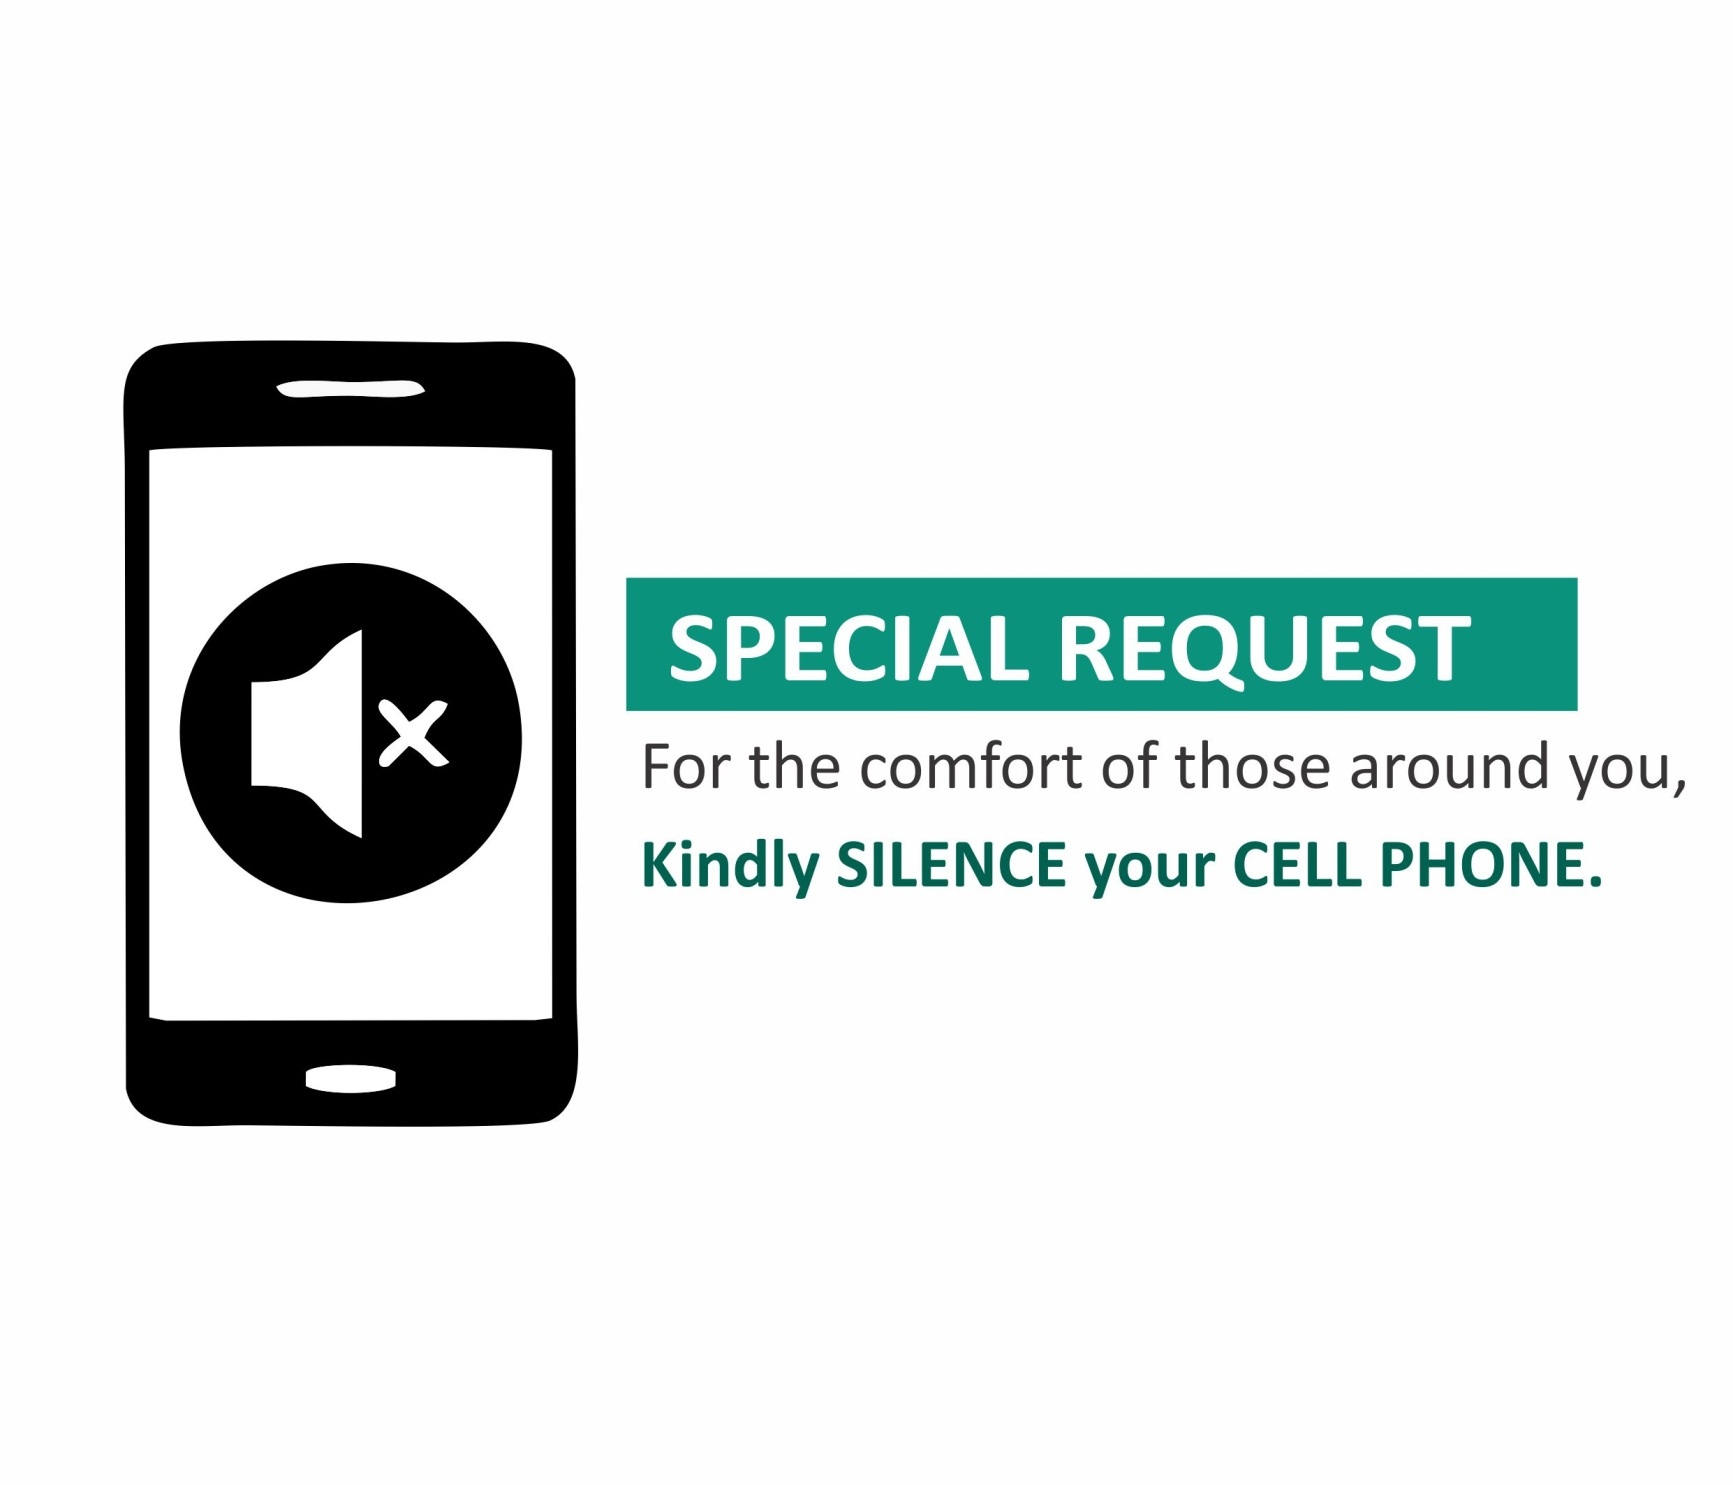 SPECIAL REQUEST
For the comfort of those around you,
Kindly SILENCE your CELL PHONE.